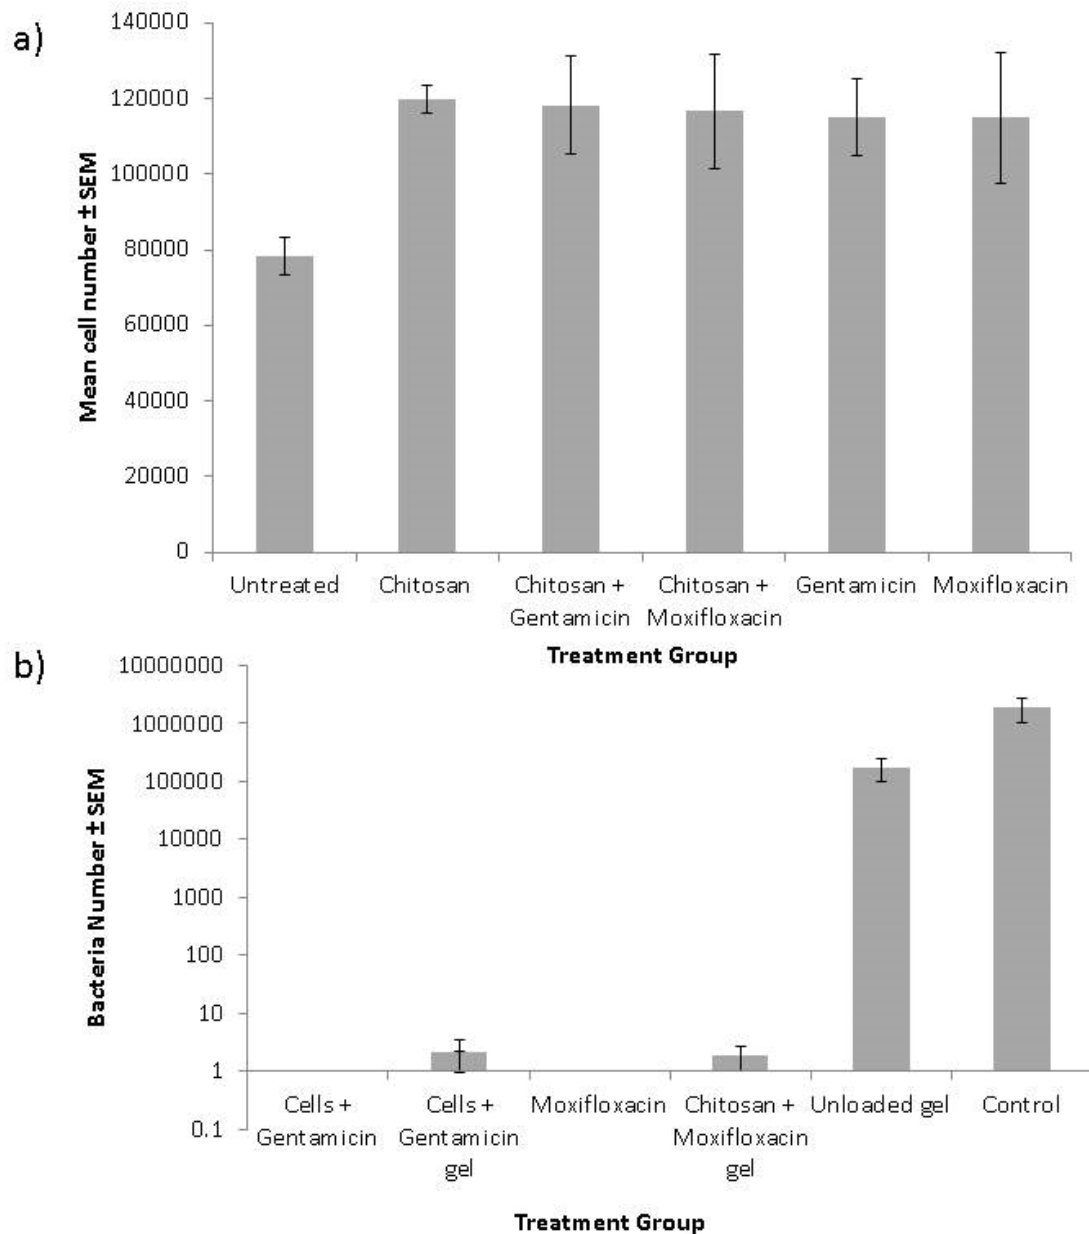 a)
140000
120000
100000
80000
60000
40000
20000
0
Mean cell number ± SEM
Untreated
Chitosan
Chitosan +
Gentamicin
Chitosan +
Moxifloxacin
Gentamicin
Moxifloxacin
Treatment Group
b)
10000000
1000000
100000
10000
1000
100
10
1
0.1
Bacteria Number ± SEM
Cells +
Gentamicin
Cells +
Gentamicin
gel
Moxifloxacin
Chitosan +
Moxifloxacin
gel
Unloaded gel
Control
Treatment Group